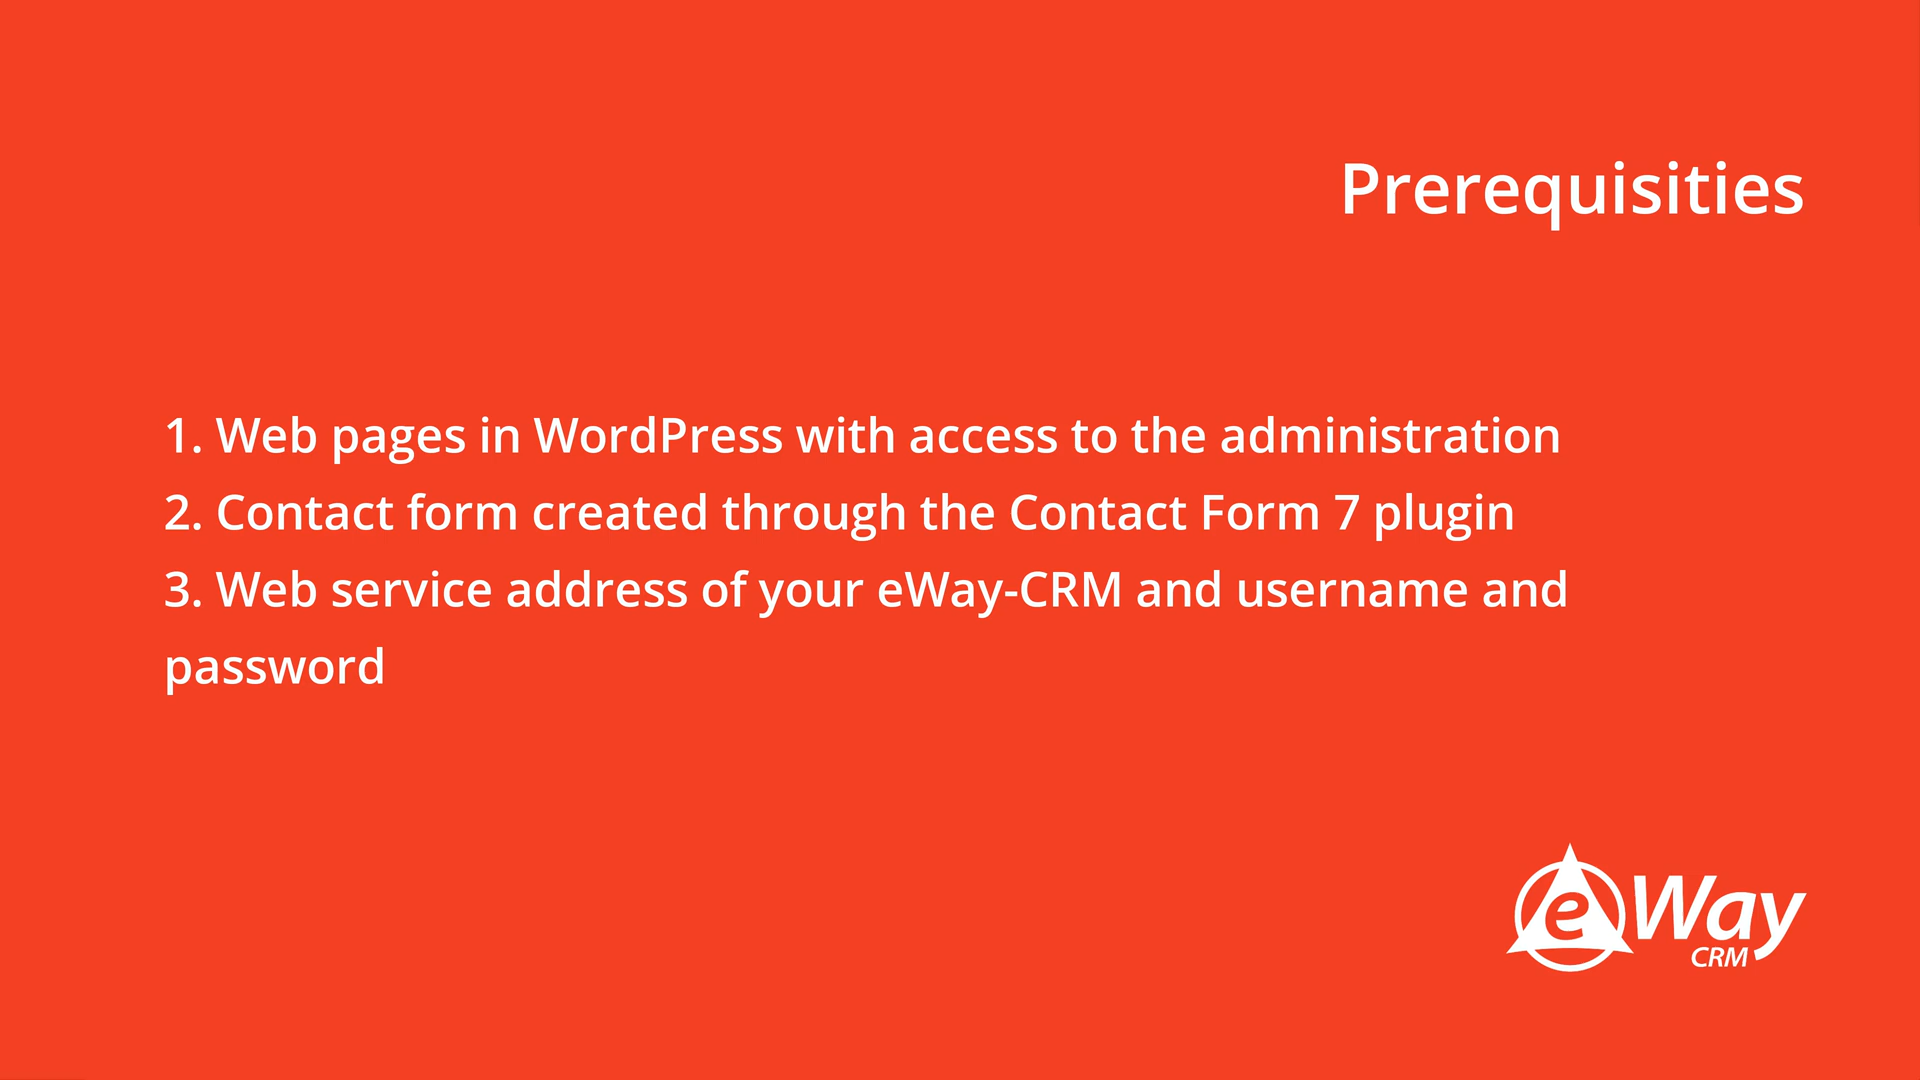 Prerequisities
1. Web pages in WordPress with access to the administration
2. Contact form created through the Contact Form 7 plugin
3. Web service address of your eWay-CRM and username and
password
eWay
CRM